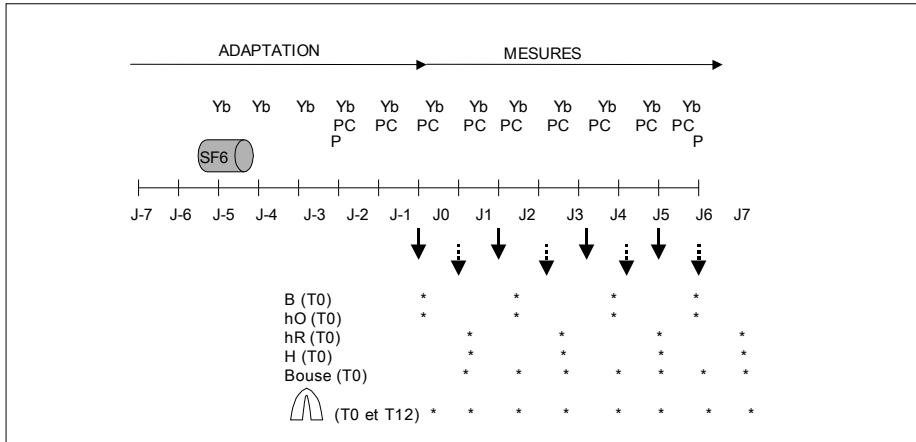 ADAPTATION MESURES
Yb Yb Yb Yb Yb Yb Yb Yb Yb Yb Yb Yb
PC PC PC PC PC PC PC PC PC
P P
SF6
J-7 J-6 J-5 J-4 J-3 J-2 J-1 J0 J1 J2 J3 J4 J5 J6 J7
B (T0) * * * *
hO (T0) * * * *
hR (T0) * * * *
H (T0) * * * *
Bouse (T0) * * * * * * *
(T0 et T12) * * * * * * * *